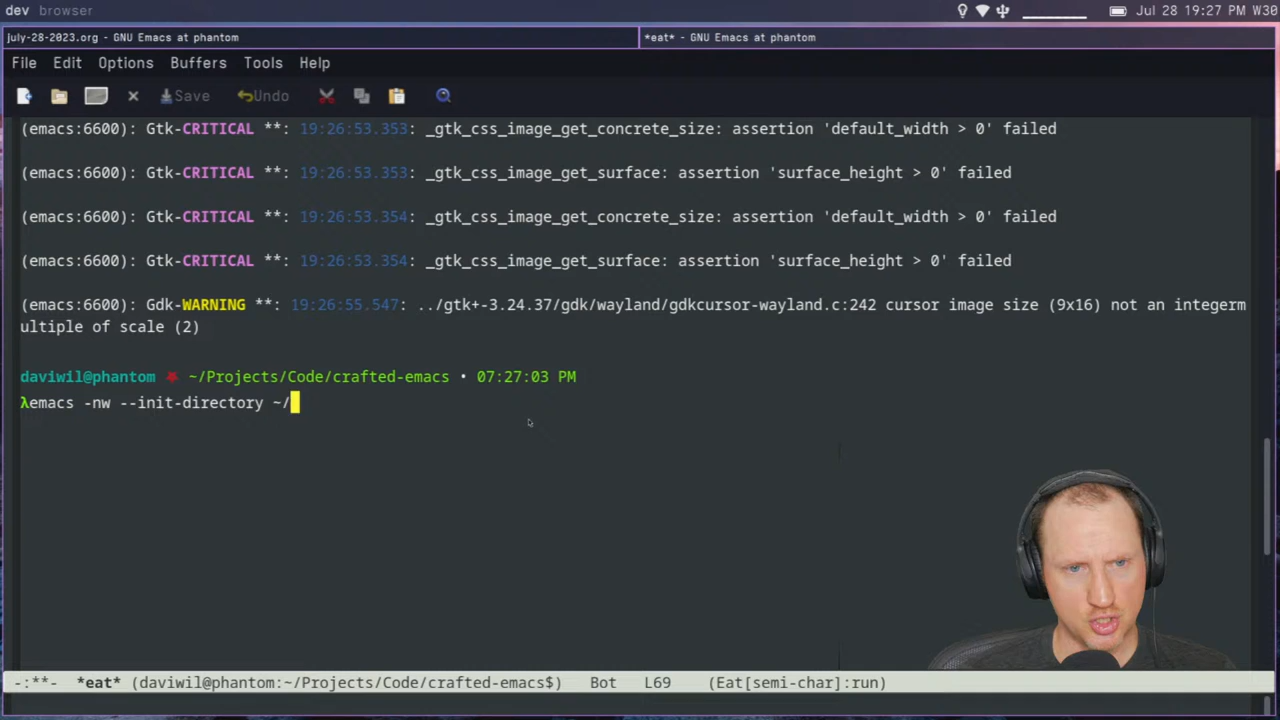 dev browser
Jul 28 19:27 PM W30
july-28-2023.org - GNU Emacs at phantom
*eat* - GNU Emacs at phantom
File Edit Options Buffers Tools Help
Save Undo
(emacs:6600): Gtk-CRITICAL **: 19:26:53.353: _gtk_css_image_get_concrete_size: assertion 'default_width > 0' failed
(emacs:6600): Gtk-CRITICAL **: 19:26:53.353: _gtk_css_image_get_surface: assertion 'surface_height > 0' failed
(emacs:6600): Gtk-CRITICAL **: 19:26:53.354: _gtk_css_image_get_concrete_size: assertion 'default_width > 0' failed
(emacs:6600): Gtk-CRITICAL **: 19:26:53.354: _gtk_css_image_get_surface: assertion 'surface_height > 0' failed
(emacs:6600): Gdk-WARNING **: 19:26:55.547: ../gtk+-3.24.37/gdk/wayland/gdkcursor-wayland.c:242 cursor image size (9x16) not an integerm
ultiple of scale (2)
daviwil@phantom ~/Projects/Code/crafted-emacs • 07:27:03 PM
λemacs -nw --init-directory ~/
-:**- *eat* (daviwil@phantom:~/Projects/Code/crafted-emacs$) Bot L69 (Eat[semi-char]:run)